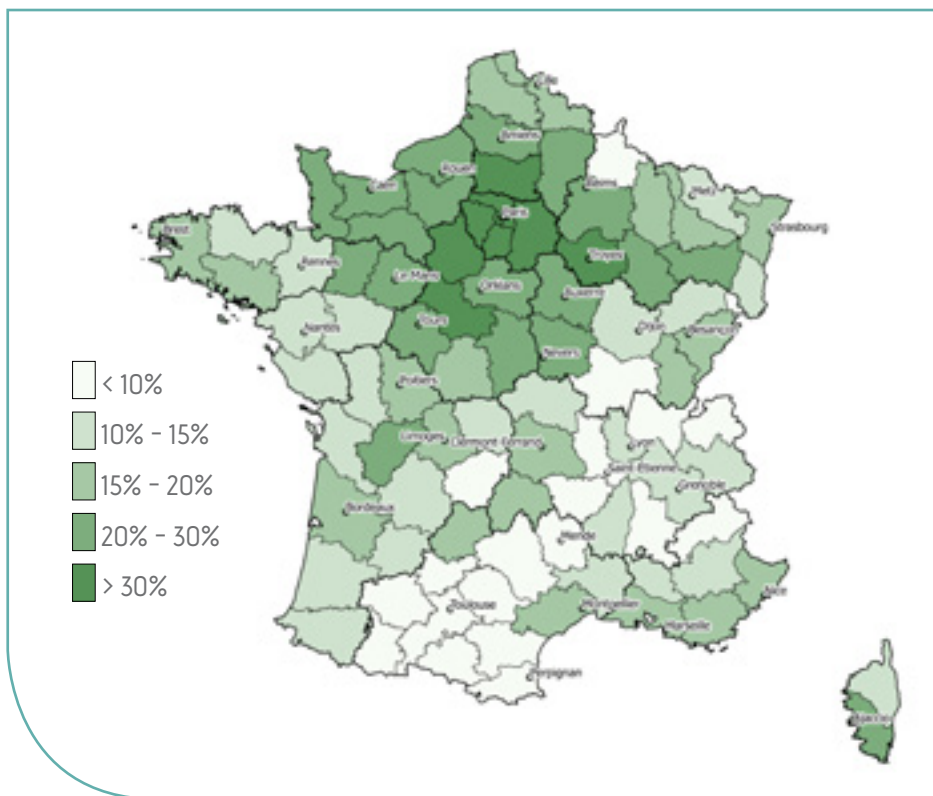 Lille
Amiens
Rouen
Caen
Reims
Metz
Paris
Strasbourg
Brest
Troyes
Rennes
Le Mans
Orléans
Auxerre
Tours
Dijon
Besançon
Nantes
Nevers
< 10%
Poitiers
10% - 15%
Limoges
Clermont-Ferrand
Lyon
Saint-Etienne
15% - 20%
Grenoble
Bordeaux
20% - 30%
Mende
> 30%
Nice
Toulouse
Montpellier
Marseille
Perpignan
Ajaccio